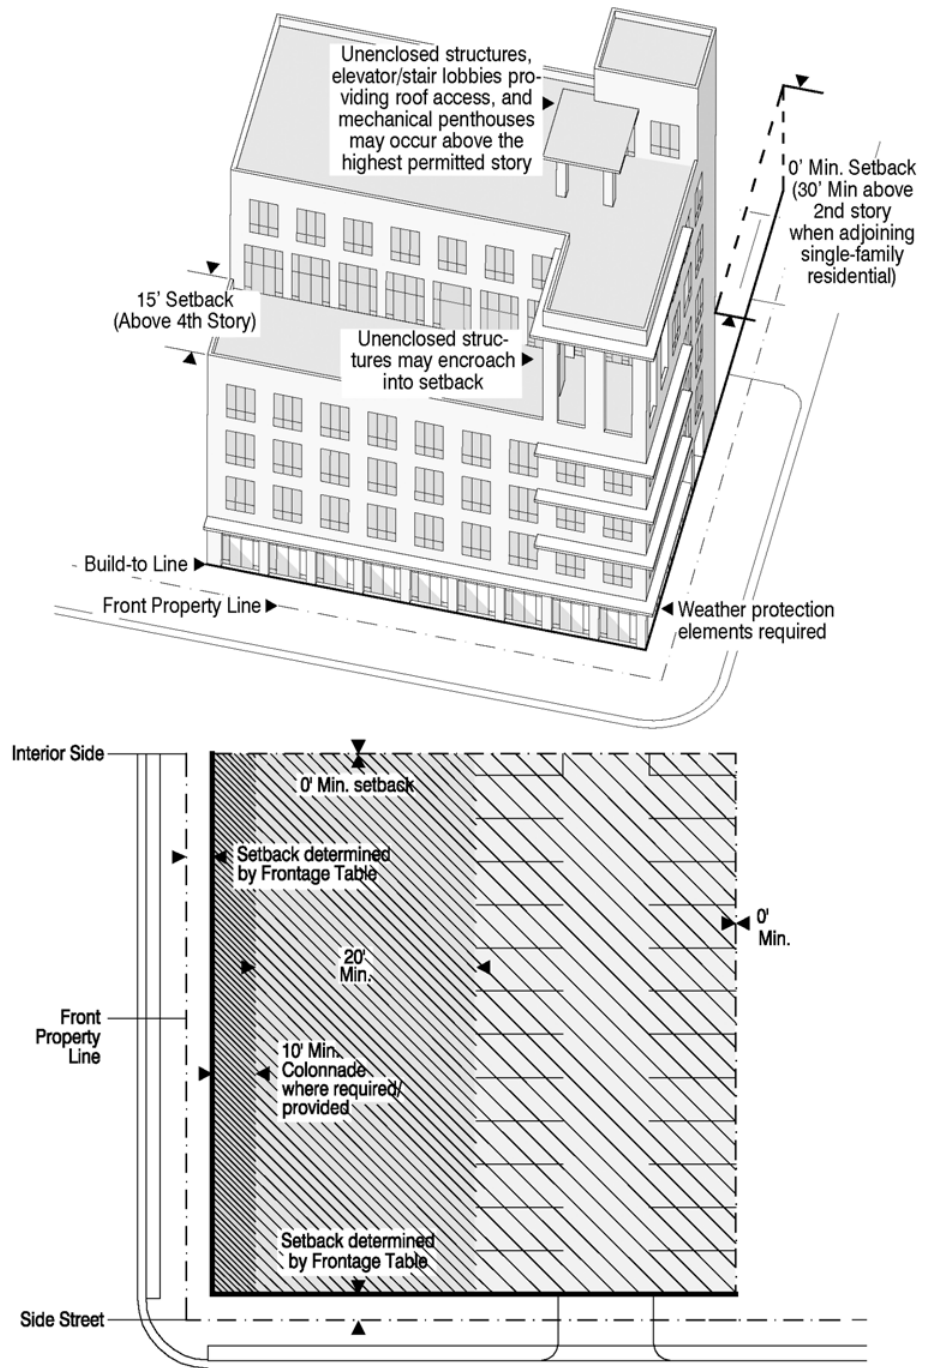 Unenclosed structures,
elevator/stair lobbies pro-
viding roof access, and
mechanical penthouses
may occur above the
highest permitted story
0’ Min. Setback
(30’ Min above
2nd story
when adjoining
single-family
residential)
15’ Setback
(Above 4th Story)
Unenclosed struc-
tures may encroach
into setback
Build-to Line
Front Property Line
Weather protection
elements required
Interior Side
0' Min. setback
Setback determined
by Frontage Table
0'
Min.
20'
Min.
Front
Property
Line
10' Min.
Colonnade
where required/
provided
Setback determined
by Frontage Table
Side Street